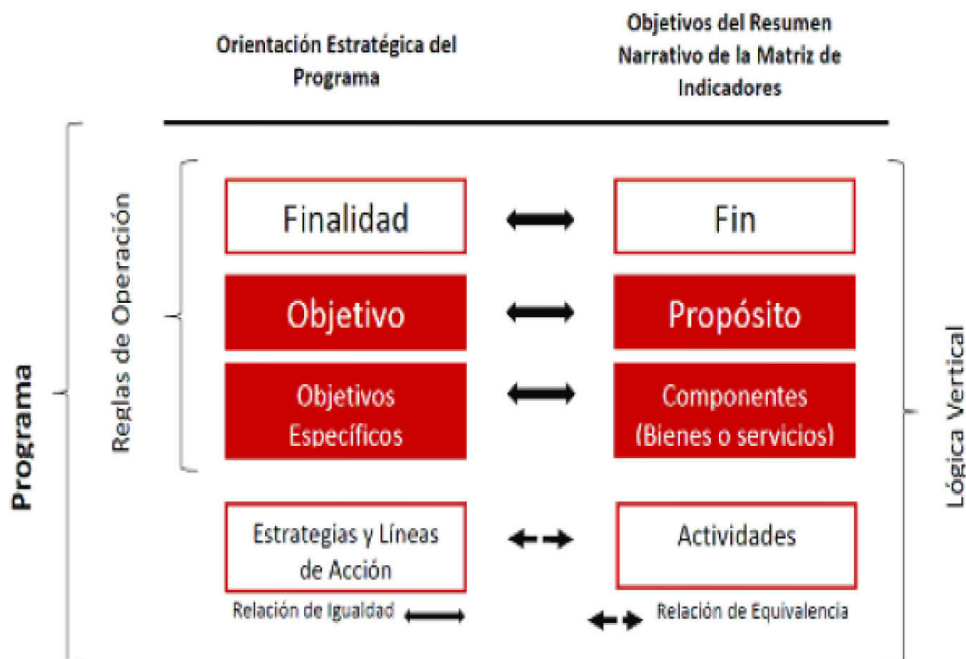 Orientación Estratégica del
Programa
Objetivos del Resumen
Narrativo de la Matriz de
Indicadores
Programa
Reglas de Operación
Finalidad
Fin
Objetivo
Propósito
Objetivos
Específicos
Componentes
(Bienes o servicios)
Estrategias y Líneas
de Acción
Actividades
Lógica Vertical
Relación de Igualdad
Relación de Equivalencia